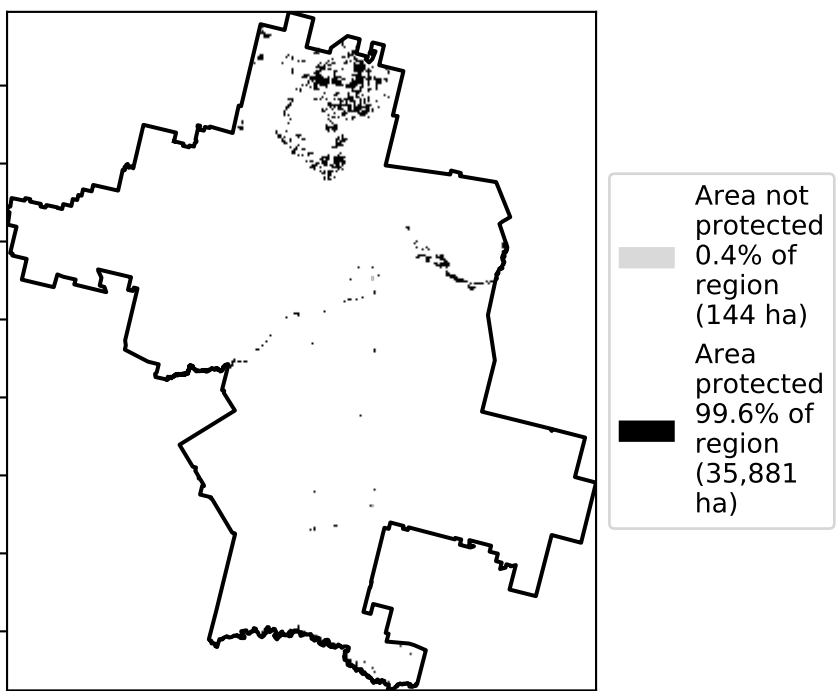 Area not
protected
0.4% of
region
(144 ha)
Area
protected
99.6% of
region
(35,881
ha)